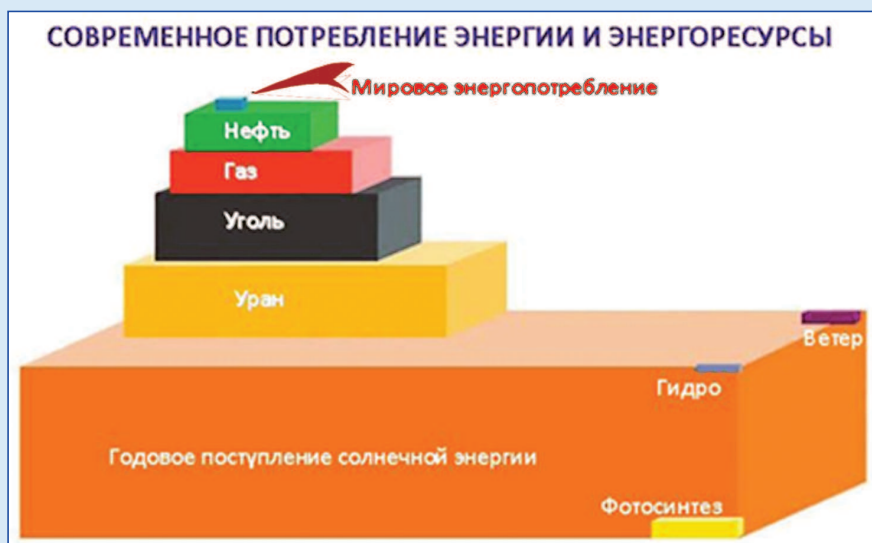 СОВРЕМЕННОЕ ПОТРЕБЛЕНИЕ ЭНЕРГИИ И ЭНЕРГОРЕСУРСЫ
Мировое энергопотребление
Нефть
Газ
Уголь
Уран
Ветер
Гидро
Годовое поступление солнечной энергии
Фотосинтез